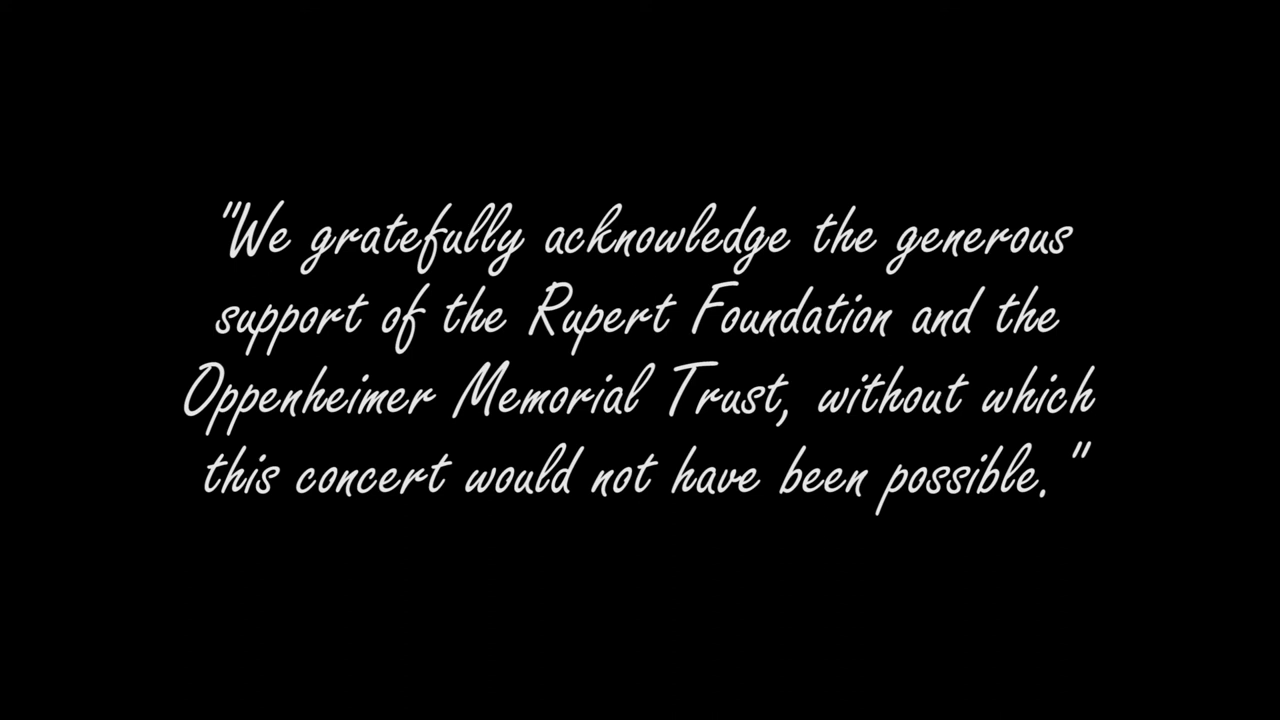 "We gratefully acknowledge the generous
support of the Rupert Foundation and the
Oppenheimer Memorial Trust, without which
this concert would not have been possible. "